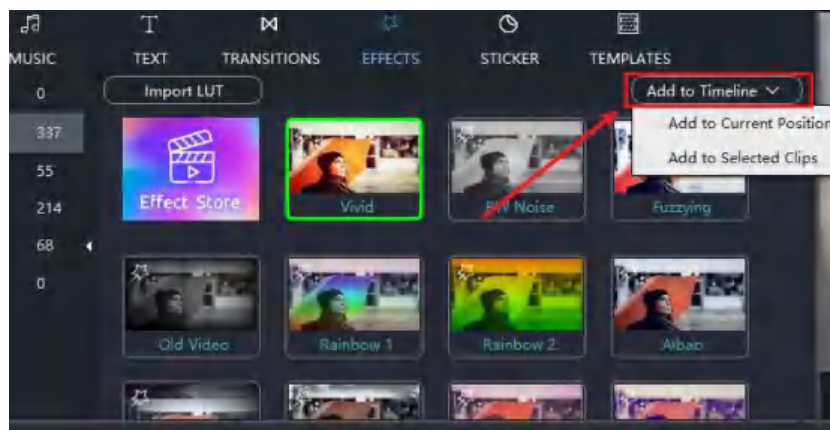 MUSIC TEXT TRANSITIONS EFFECTS STICKER TEMPLATES
0 Import LUT Add to Timeline
337 Add to Current Position
55 Add to Selected Clips
214 Effect Store Vivid BW Noise Fuzzying
68
0
Old Video Rainbow 1 Rainbow 2 Aibao